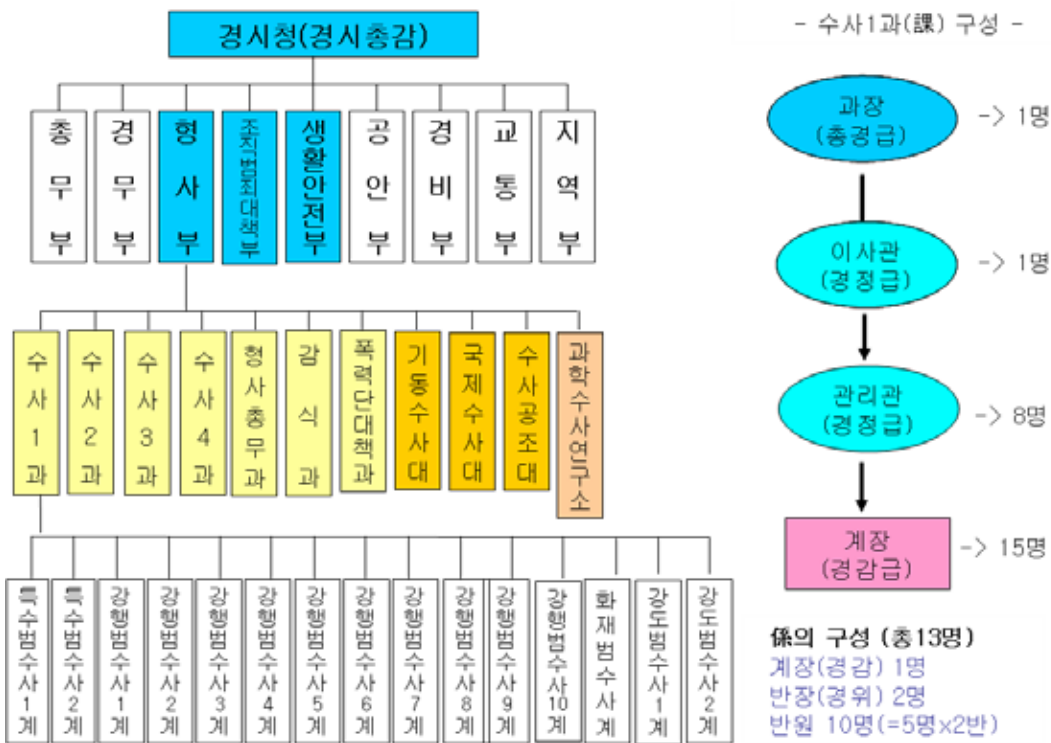 경시청(경시총감)
총무부
경무부
형사부
조직범죄대책부
생활안전부
공안부
경비부
교통부
지역부
수사1과
수사2과
수사3과
수사4과
형사총무과
감식과
폭력단대책과
기동수사대
국제수사대
수사공조대
과학수사연구소
특수범수사1계
특수범수사2계
강행범수사1계
강행범수사2계
강행범수사3계
강행범수사4계
강행범수사5계
강행범수사6계
강행범수사7계
강행범수사8계
강행범수사9계
강행범수사10계
화재범수사계
강도범수사1계
강도범수사2계
- 수사1과(課) 구성 -
과장
(총경급)
-> 1명
이사관
(경정급)
-> 1명
관리관
(경정급)
-> 8명
계장
(경감급)
-> 15명
係의 구성 (총13명)
계장(경감) 1명
반장(경위) 2명
반원 10명(=5명×2반)